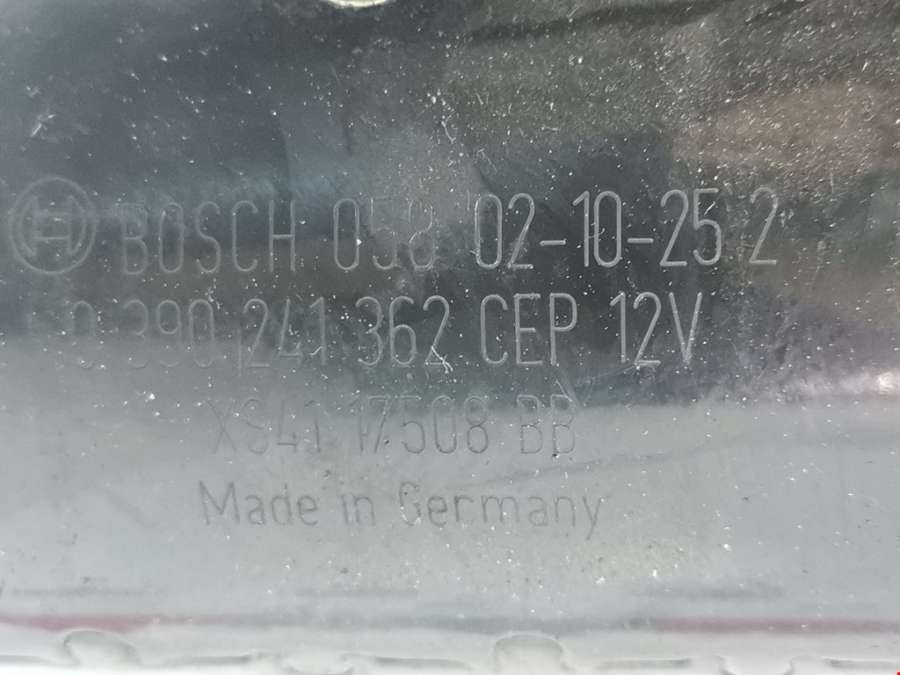 BOSCH 058 02-10-25 2
0 390 241 362 CEP 12V
XS41 17508 BB
Made in Germany